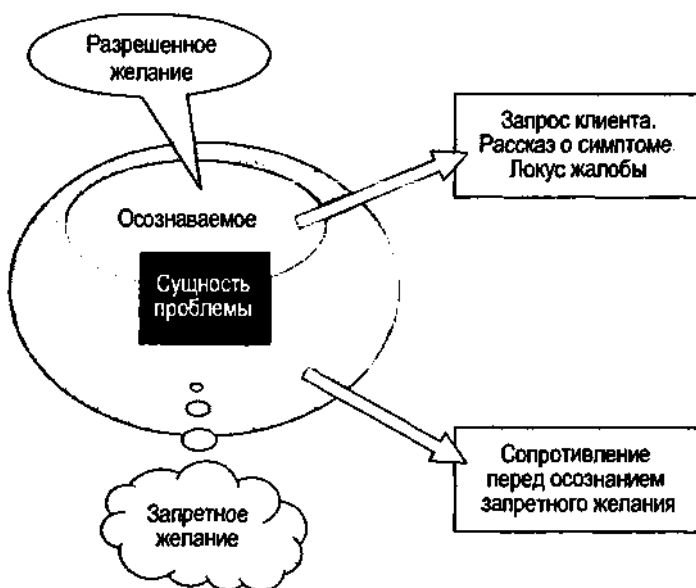 Разрешенное
желание
Запрос клиента.
Рассказ о симптоме.
Локус жалобы
Осознаваемое
Сущность
проблемы
Сопротивление
перед осознанием
запретного желания
Запретное
желание